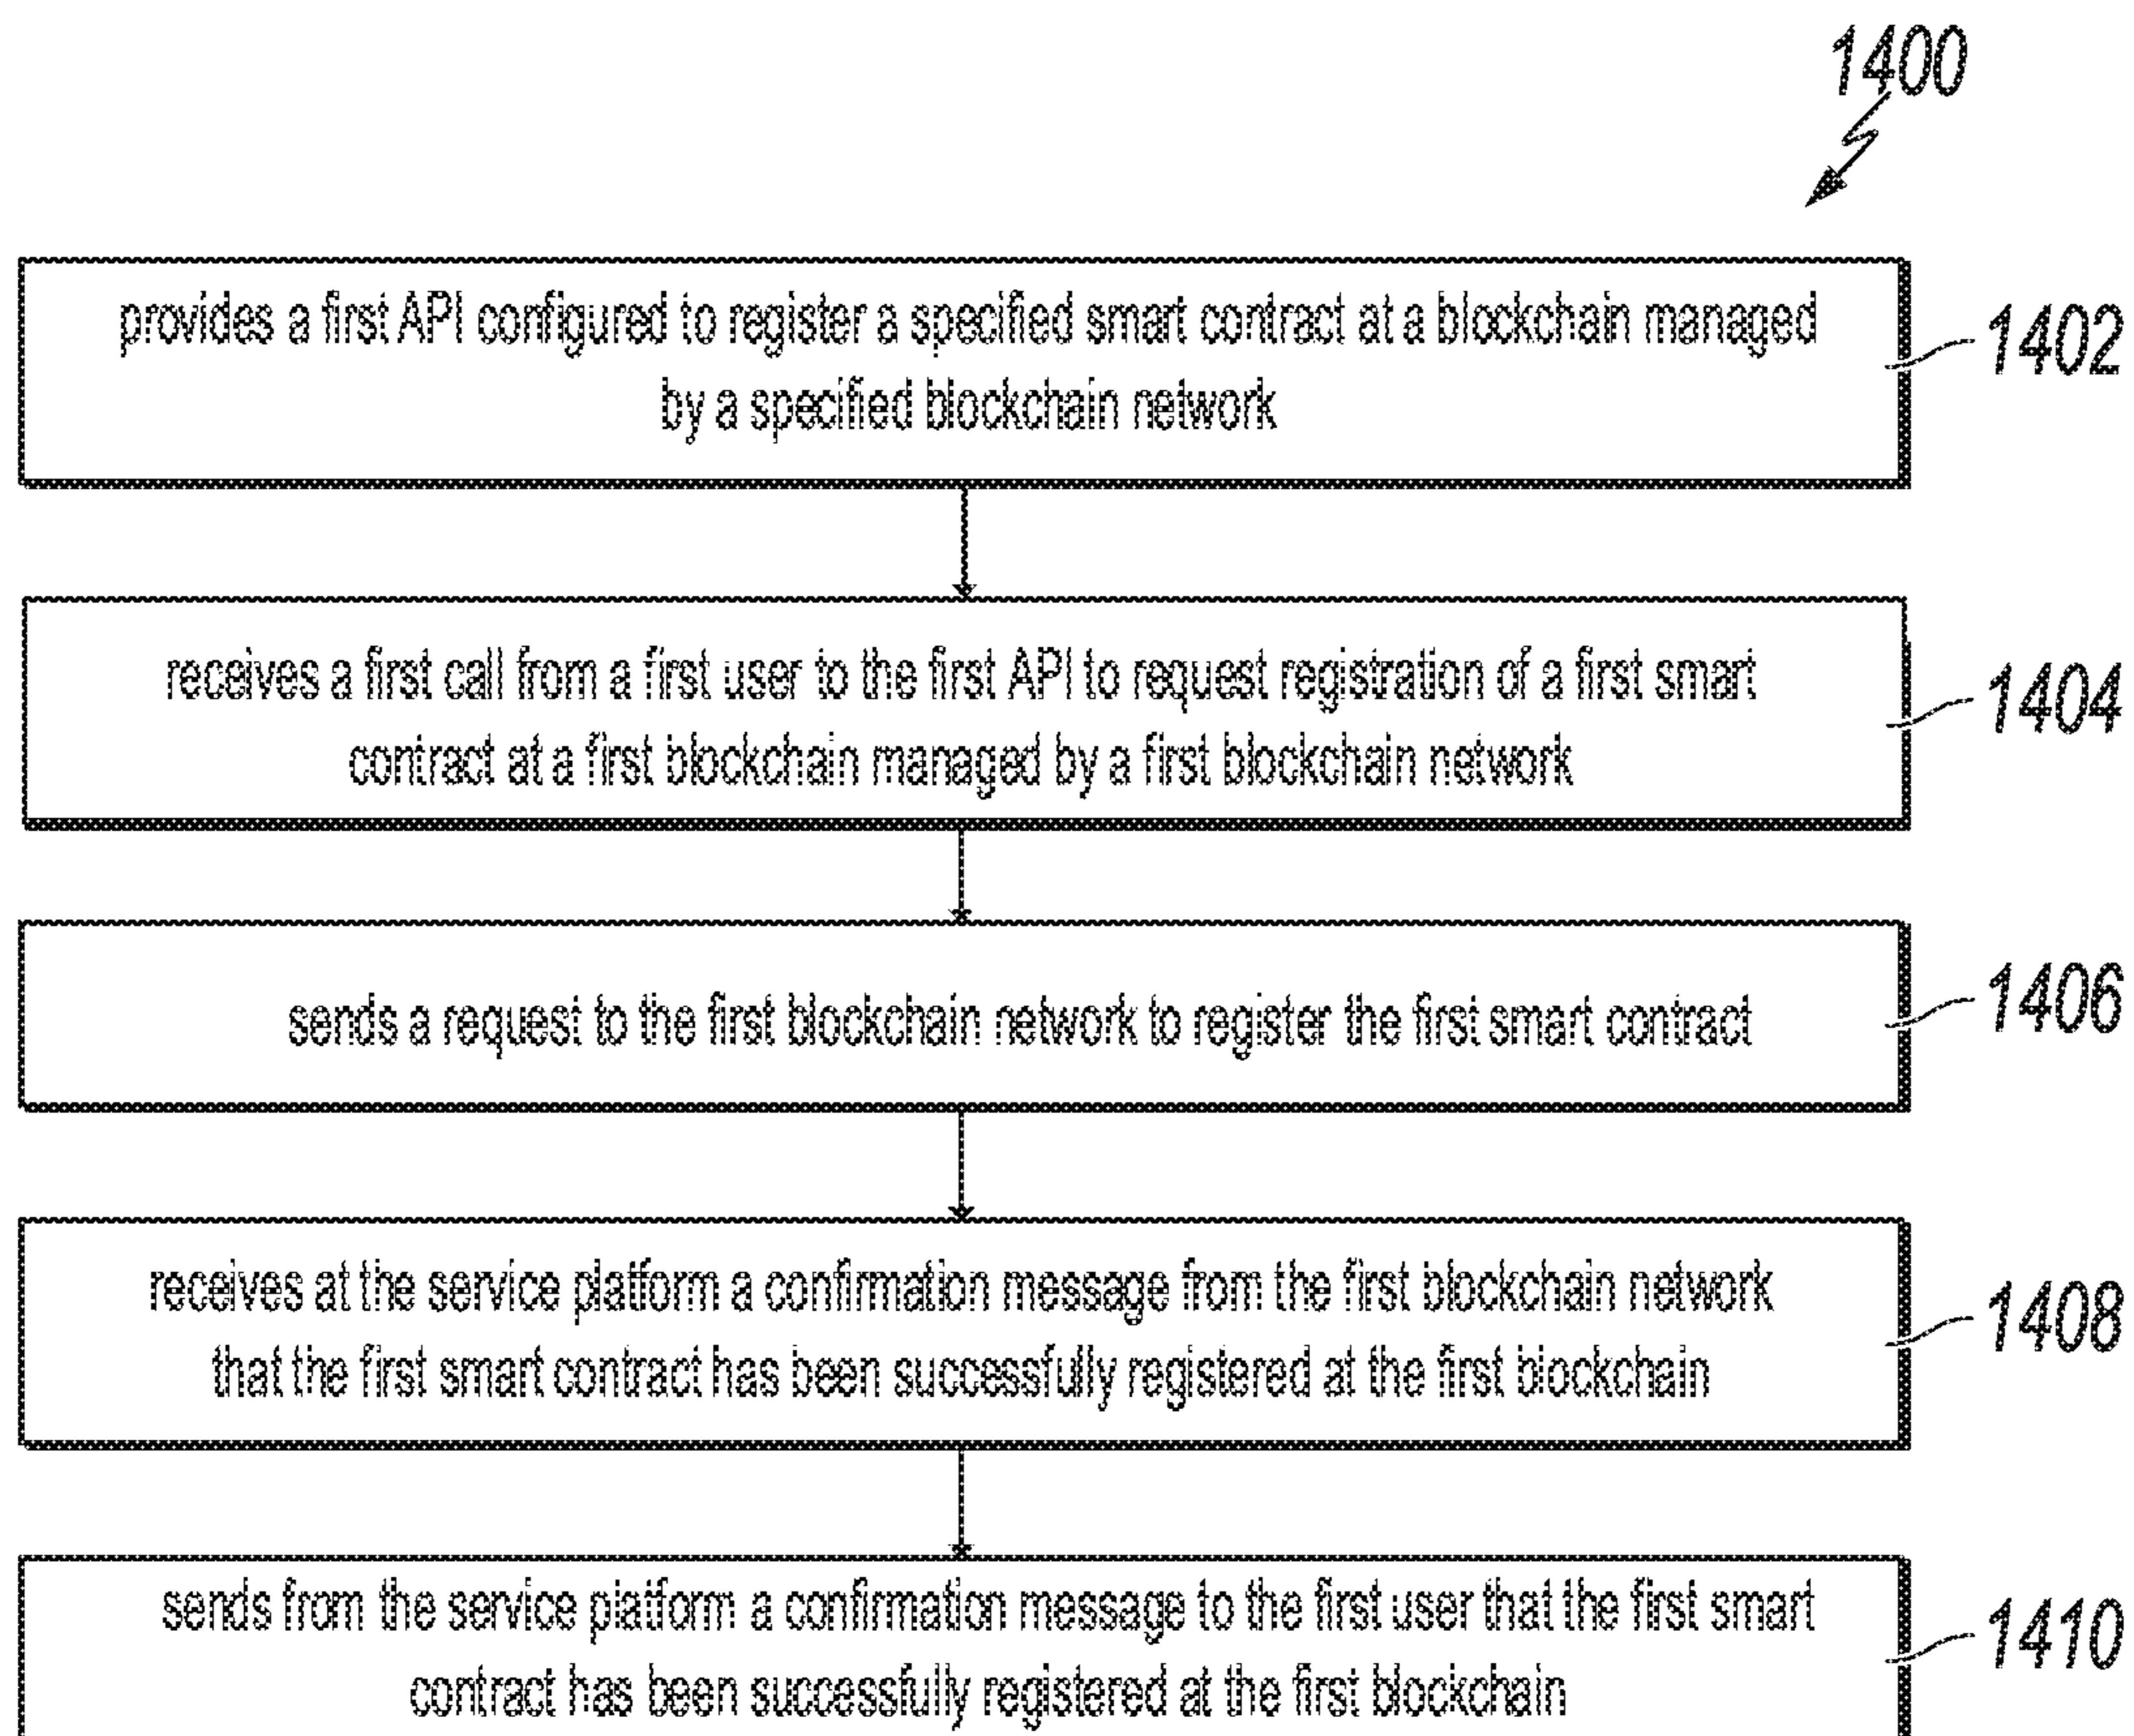 1400
provides a first API configured to register a specified smart contract at a blockchain managed
by a specified blockchain network
1402
receives a first call from a first user to the first API to request registration of a first smart
contract at a first blockchain managed by a first blockchain network
1404
sends a request to the first blockchain network to register the first smart contract
1406
receives at the service platform a confirmation message from the first blockchain network
that the first smart contract has been successfully registered at the first blockchain
1408
sends from the service platform a confirmation message to the first user that the first smart
contract has been successfully registered at the first blockchain
1410